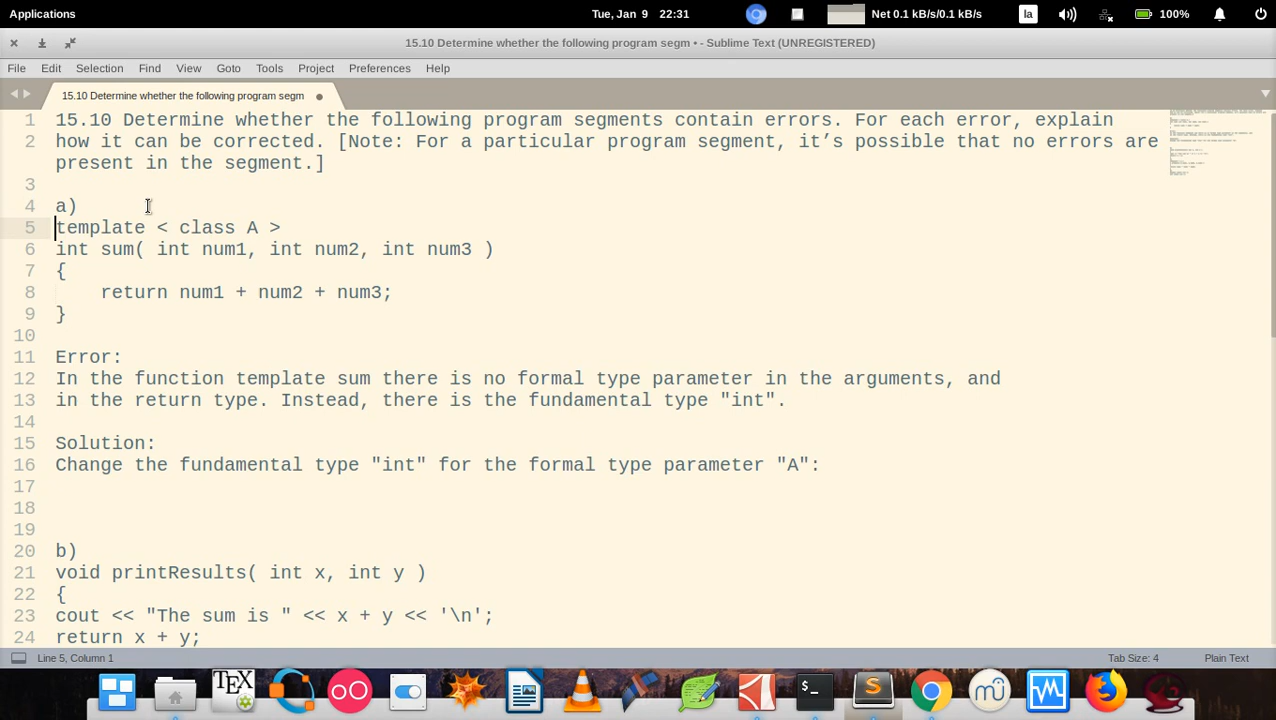 Applications
Tue, Jan 9 22:31
Net 0.1 kB/s/0.1 kB/s
la
100%
15.10 Determine whether the following program segm • - Sublime Text (UNREGISTERED)
File Edit Selection Find View Goto Tools Project Preferences Help
15.10 Determine whether the following program segm
1 15.10 Determine whether the following program segments contain errors. For each error, explain
2 how it can be corrected. [Note: For a particular program segment, it’s possible that no errors are
present in the segment.]
3
4 a)
5 template < class A >
6 int sum( int num1, int num2, int num3 )
7 {
8 return num1 + num2 + num3;
9 }
10
11 Error:
12 In the function template sum there is no formal type parameter in the arguments, and
13 in the return type. Instead, there is the fundamental type "int".
14
15 Solution:
16 Change the fundamental type "int" for the formal type parameter "A":
17
18
19
20 b)
21 void printResults( int x, int y )
22 {
23 cout << "The sum is " << x + y << '\n';
24 return x + y;
Line 5, Column 1
Tab Size: 4
Plain Text
TEX
mu